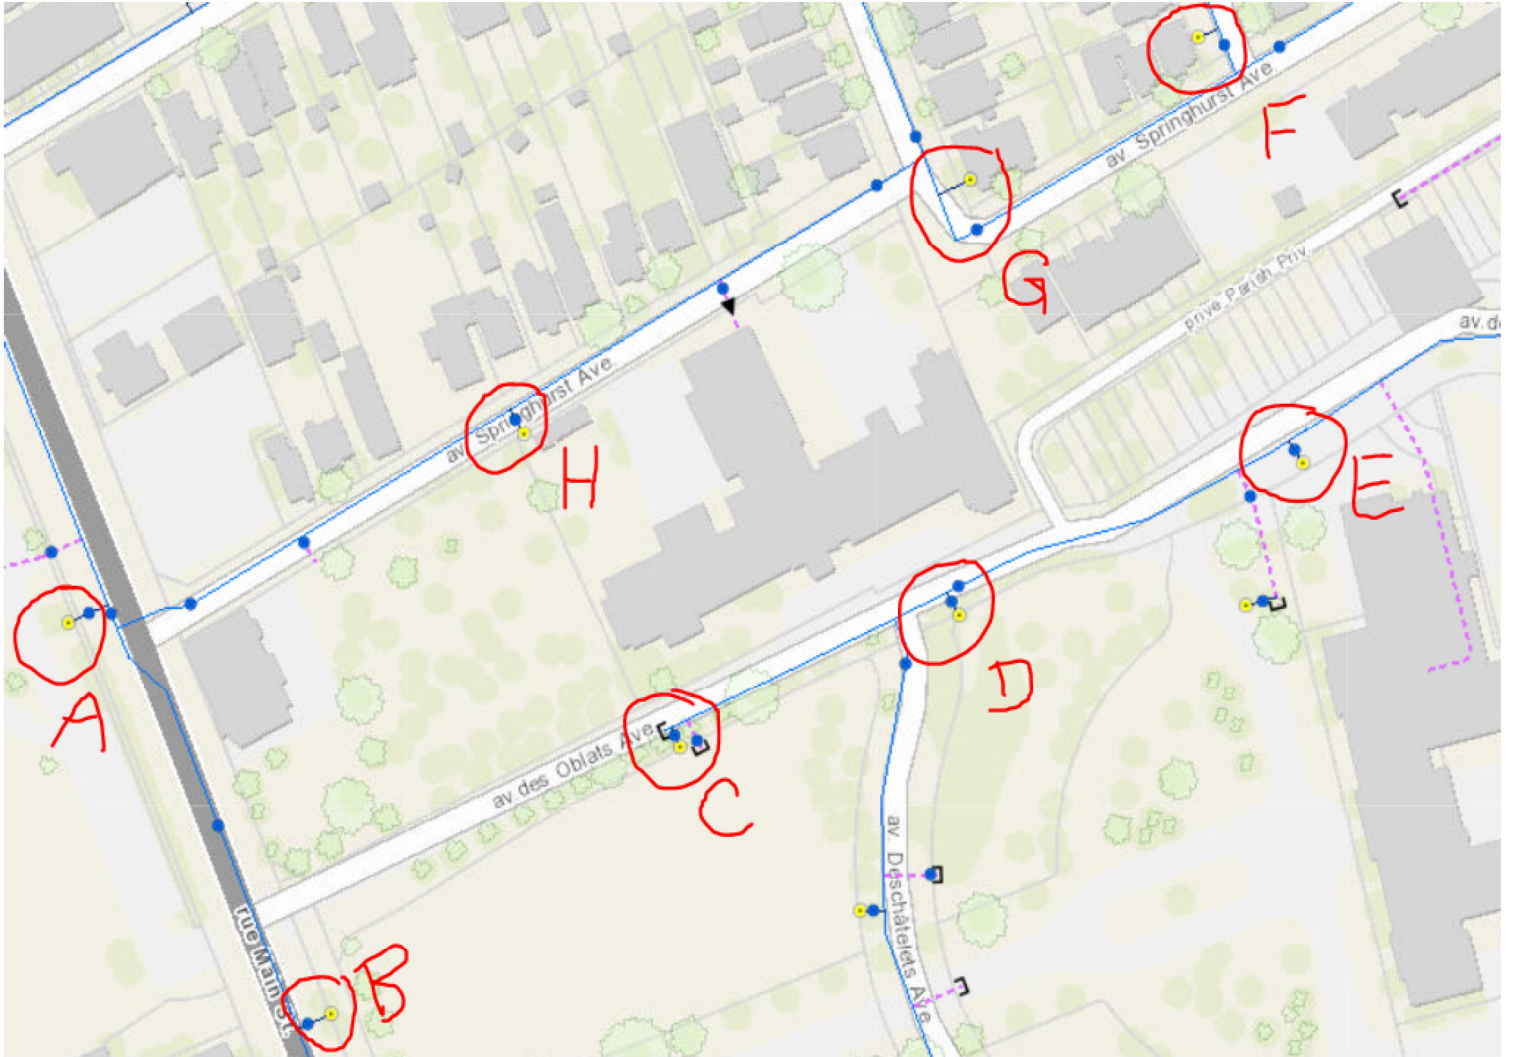 F
av. Springhurst Ave.
G
privé Parish Priv.
av. de
av. Springhurst Ave.
H
E
A
D
av des Oblats Ave.
C
av. Deschâtelets Ave
rue Main St.
B